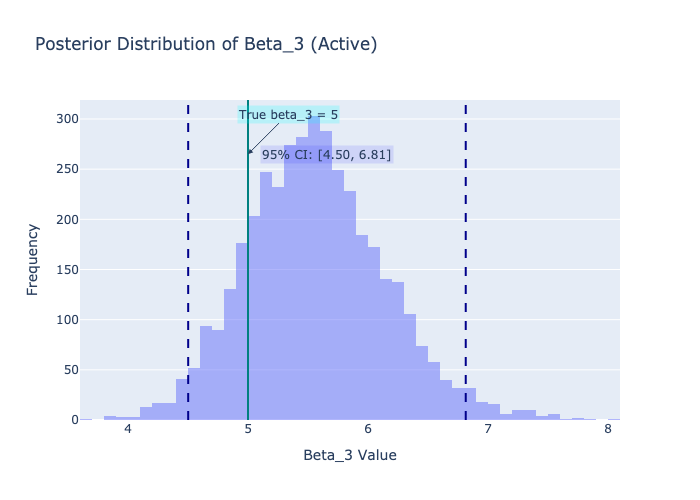 Posterior Distribution of Beta_3 (Active)
300
True beta_3 = 5
95% CI: [4.50, 6.81]
250
200
150
100
50
0
Frequency
4
5
6
7
8
Beta_3 Value